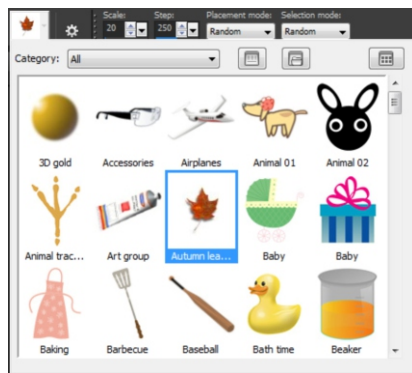 Scale: Step: Placement mode: Selection mode:
20 250 Random Random
Category: All
3D gold Accessories Airplanes Animal 01 Animal 02
Animal trac... Art group Autumn lea... Baby Baby
Baking Barbecue Baseball Bath time Beaker